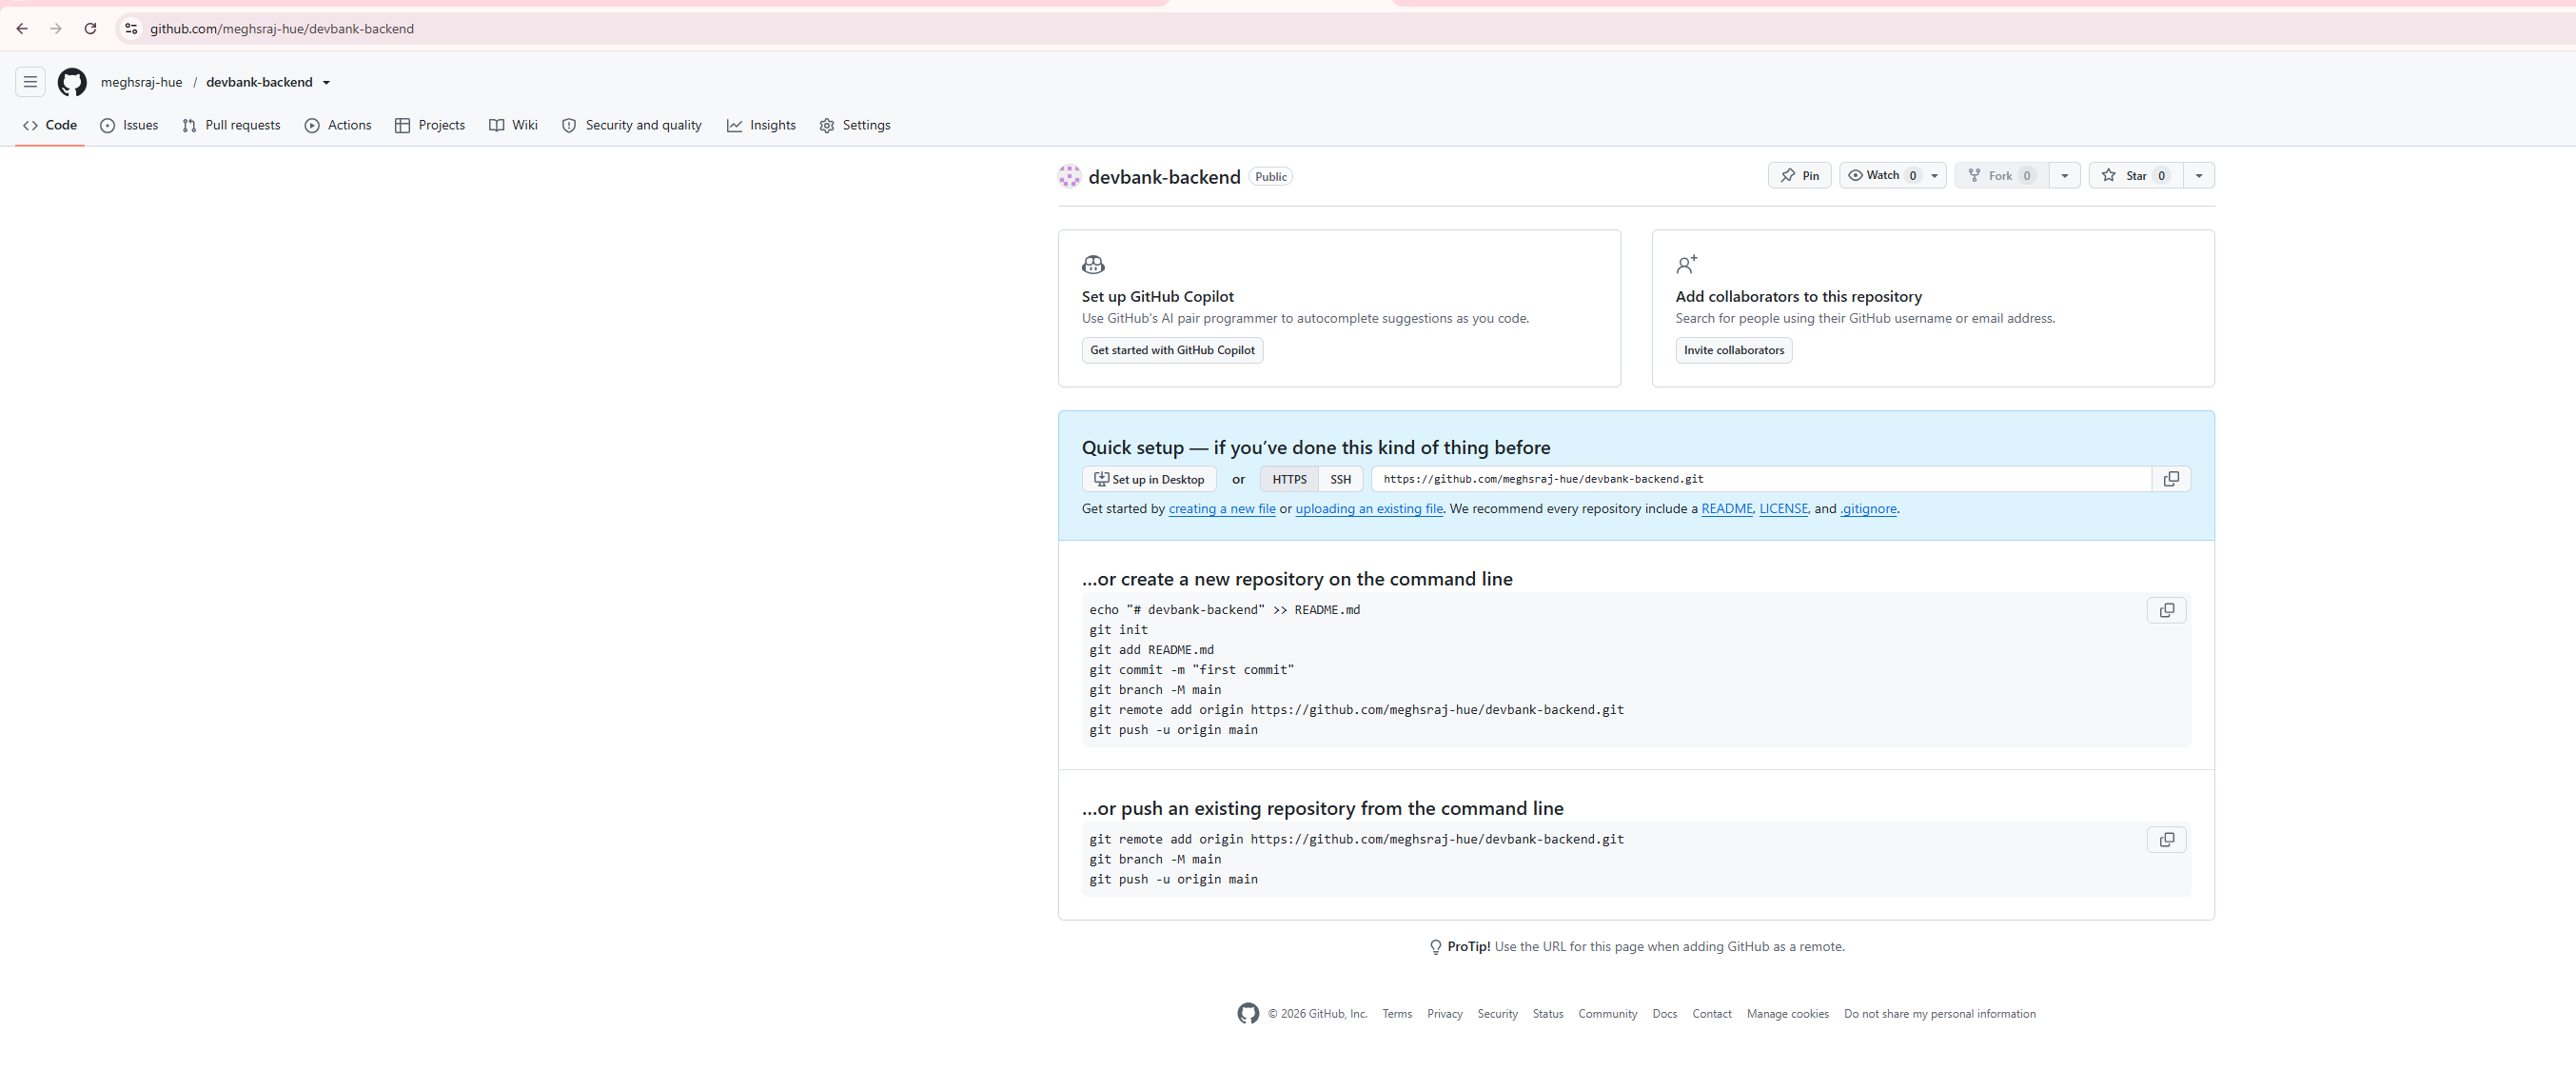 github.com/meghsraj-hue/devbank-backend
meghsraj-hue / devbank-backend
Code Issues Pull requests Actions Projects Wiki Security and quality Insights Settings
devbank-backend Public Pin Watch 0 Fork 0 Star 0
Set up GitHub Copilot
Use GitHub's AI pair programmer to autocomplete suggestions as you code.
Get started with GitHub Copilot
Add collaborators to this repository
Search for people using their GitHub username or email address.
Invite collaborators
Quick setup — if you’ve done this kind of thing before
Set up in Desktop or HTTPS SSH https://github.com/meghsraj-hue/devbank-backend.git
Get started by creating a new file or uploading an existing file. We recommend every repository include a README, LICENSE, and .gitignore.
…or create a new repository on the command line
echo "# devbank-backend" >> README.md
git init
git add README.md
git commit -m "first commit"
git branch -M main
git remote add origin https://github.com/meghsraj-hue/devbank-backend.git
git push -u origin main
…or push an existing repository from the command line
git remote add origin https://github.com/meghsraj-hue/devbank-backend.git
git branch -M main
git push -u origin main
ProTip! Use the URL for this page when adding GitHub as a remote.
© 2026 GitHub, Inc. Terms Privacy Security Status Community Docs Contact Manage cookies Do not share my personal information